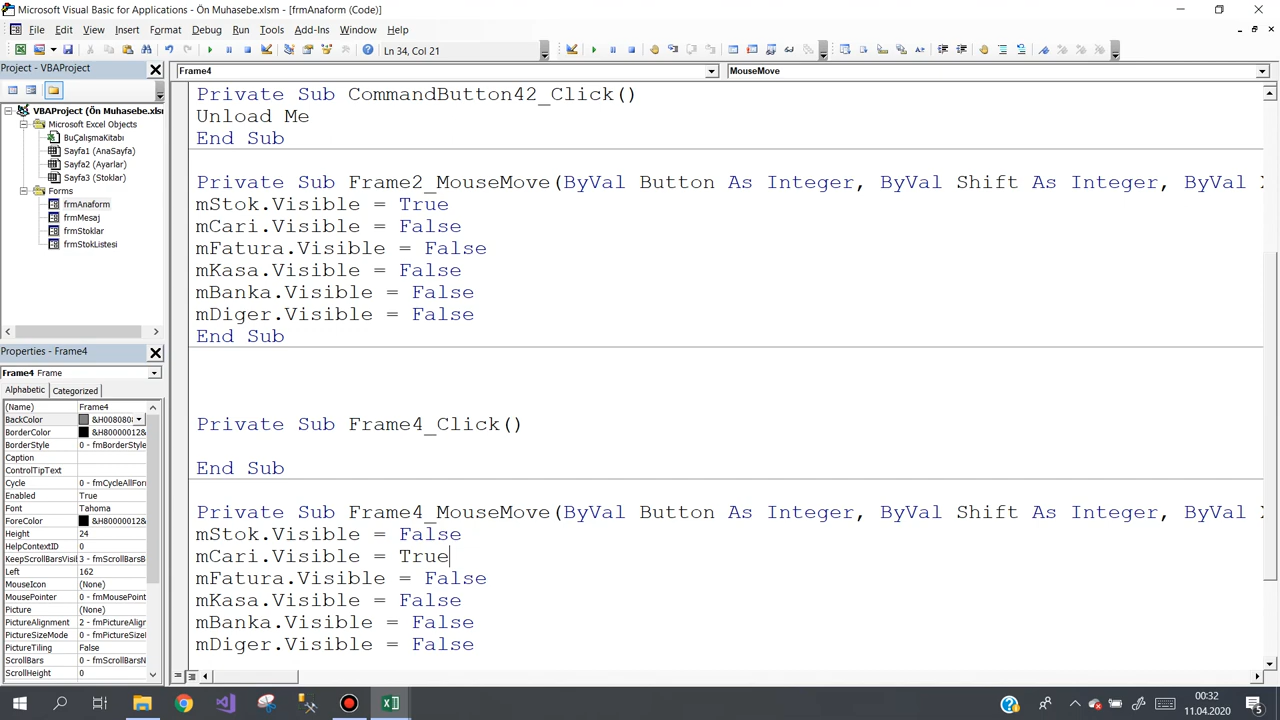 Microsoft Visual Basic for Applications - Ön Muhasebe.xlsm - [frmAnaform (Code)]
File Edit View Insert Format Debug Run Tools Add-Ins Window Help
Ln 34, Col 21
Project - VBAProject
Frame4
MouseMove
VBAProject (Ön Muhasebe.xlsm
Microsoft Excel Objects
BuÇalışmaKitabı
Sayfa1 (AnaSayfa)
Sayfa2 (Ayarlar)
Sayfa3 (Stoklar)
Forms
frmAnaform
frmMesaj
frmStoklar
frmStokListesi
Private Sub CommandButton42_Click()
Unload Me
End Sub
Private Sub Frame2_MouseMove(ByVal Button As Integer, ByVal Shift As Integer, ByVal
mStok.Visible = True
mCari.Visible = False
mFatura.Visible = False
mKasa.Visible = False
mBanka.Visible = False
mDiger.Visible = False
End Sub
Private Sub Frame4_Click()
End Sub
Private Sub Frame4_MouseMove(ByVal Button As Integer, ByVal Shift As Integer, ByVal
mStok.Visible = False
mCari.Visible = True
mFatura.Visible = False
mKasa.Visible = False
mBanka.Visible = False
mDiger.Visible = False
Properties - Frame4
Frame4 Frame
Alphabetic Categorized
(Name) Frame4
BackColor &H008080
BorderColor &H80000012&
BorderStyle 0 - fmBorderStyle
Caption
ControlTipText
Cycle 0 - fmCycleAllFor
Enabled True
Font Tahoma
ForeColor &H80000012&
Height 24
HelpContextID 0
KeepScrollBarsVisi 3 - fmScrollBarsB
Left 162
MouseIcon (None)
MousePointer 0 - fmMousePoint
Picture (None)
PictureAlignment 2 - fmPictureAlign
PictureSizeMode 0 - fmPictureSize
PictureTiling False
ScrollBars 0 - fmScrollBarsN
ScrollHeight 0
00:32
11.04.2020
5